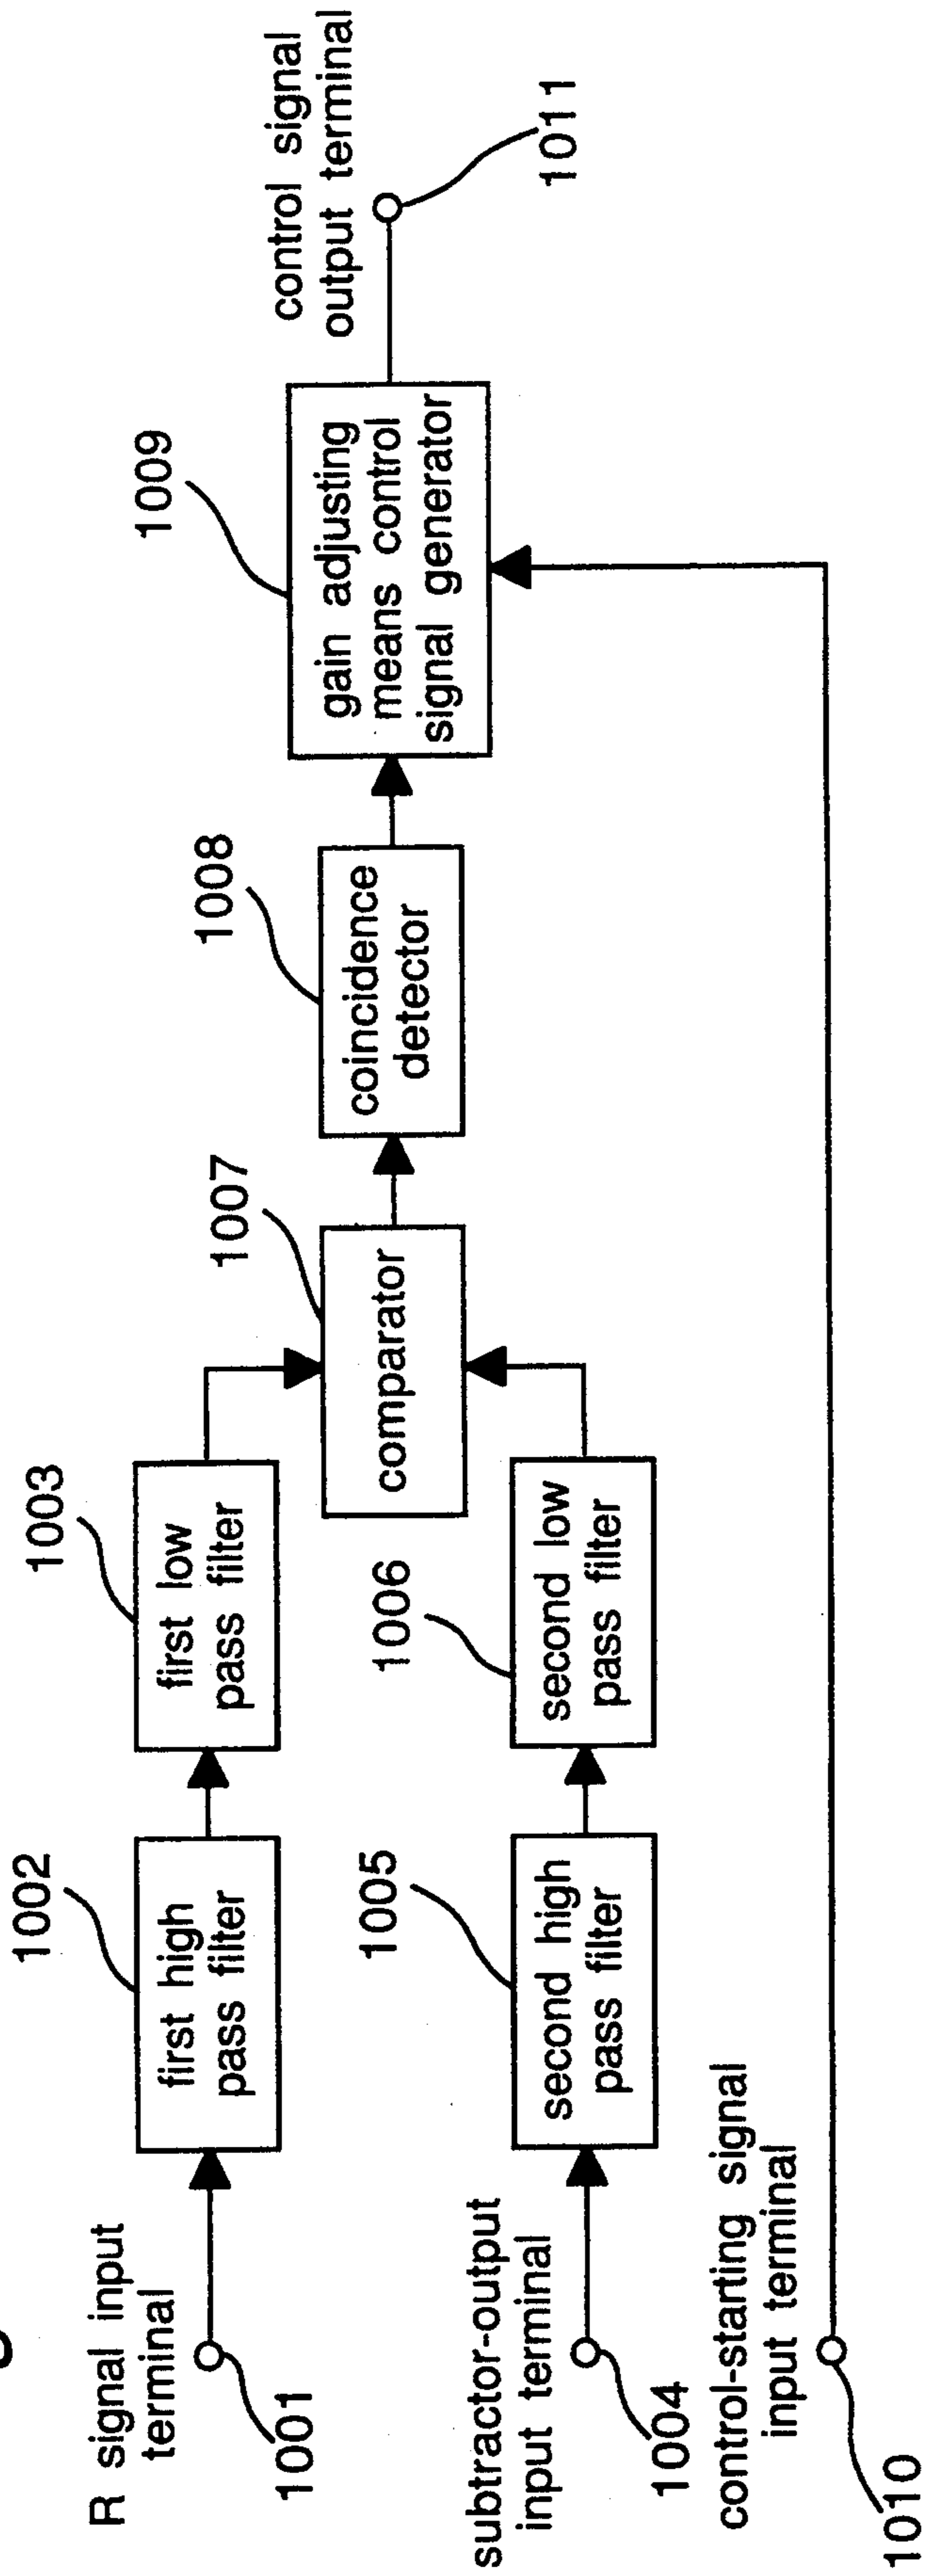 R signal input
terminal
1001
1002
first high
pass filter
1003
first low
pass filter
subtractor-output
input terminal
1004
1005
second high
pass filter
1006
second low
pass filter
1007
comparator
1008
coincidence
detector
1009
gain adjusting
means control
signal generator
control signal
output terminal
1011
control-starting signal
input terminal
1010